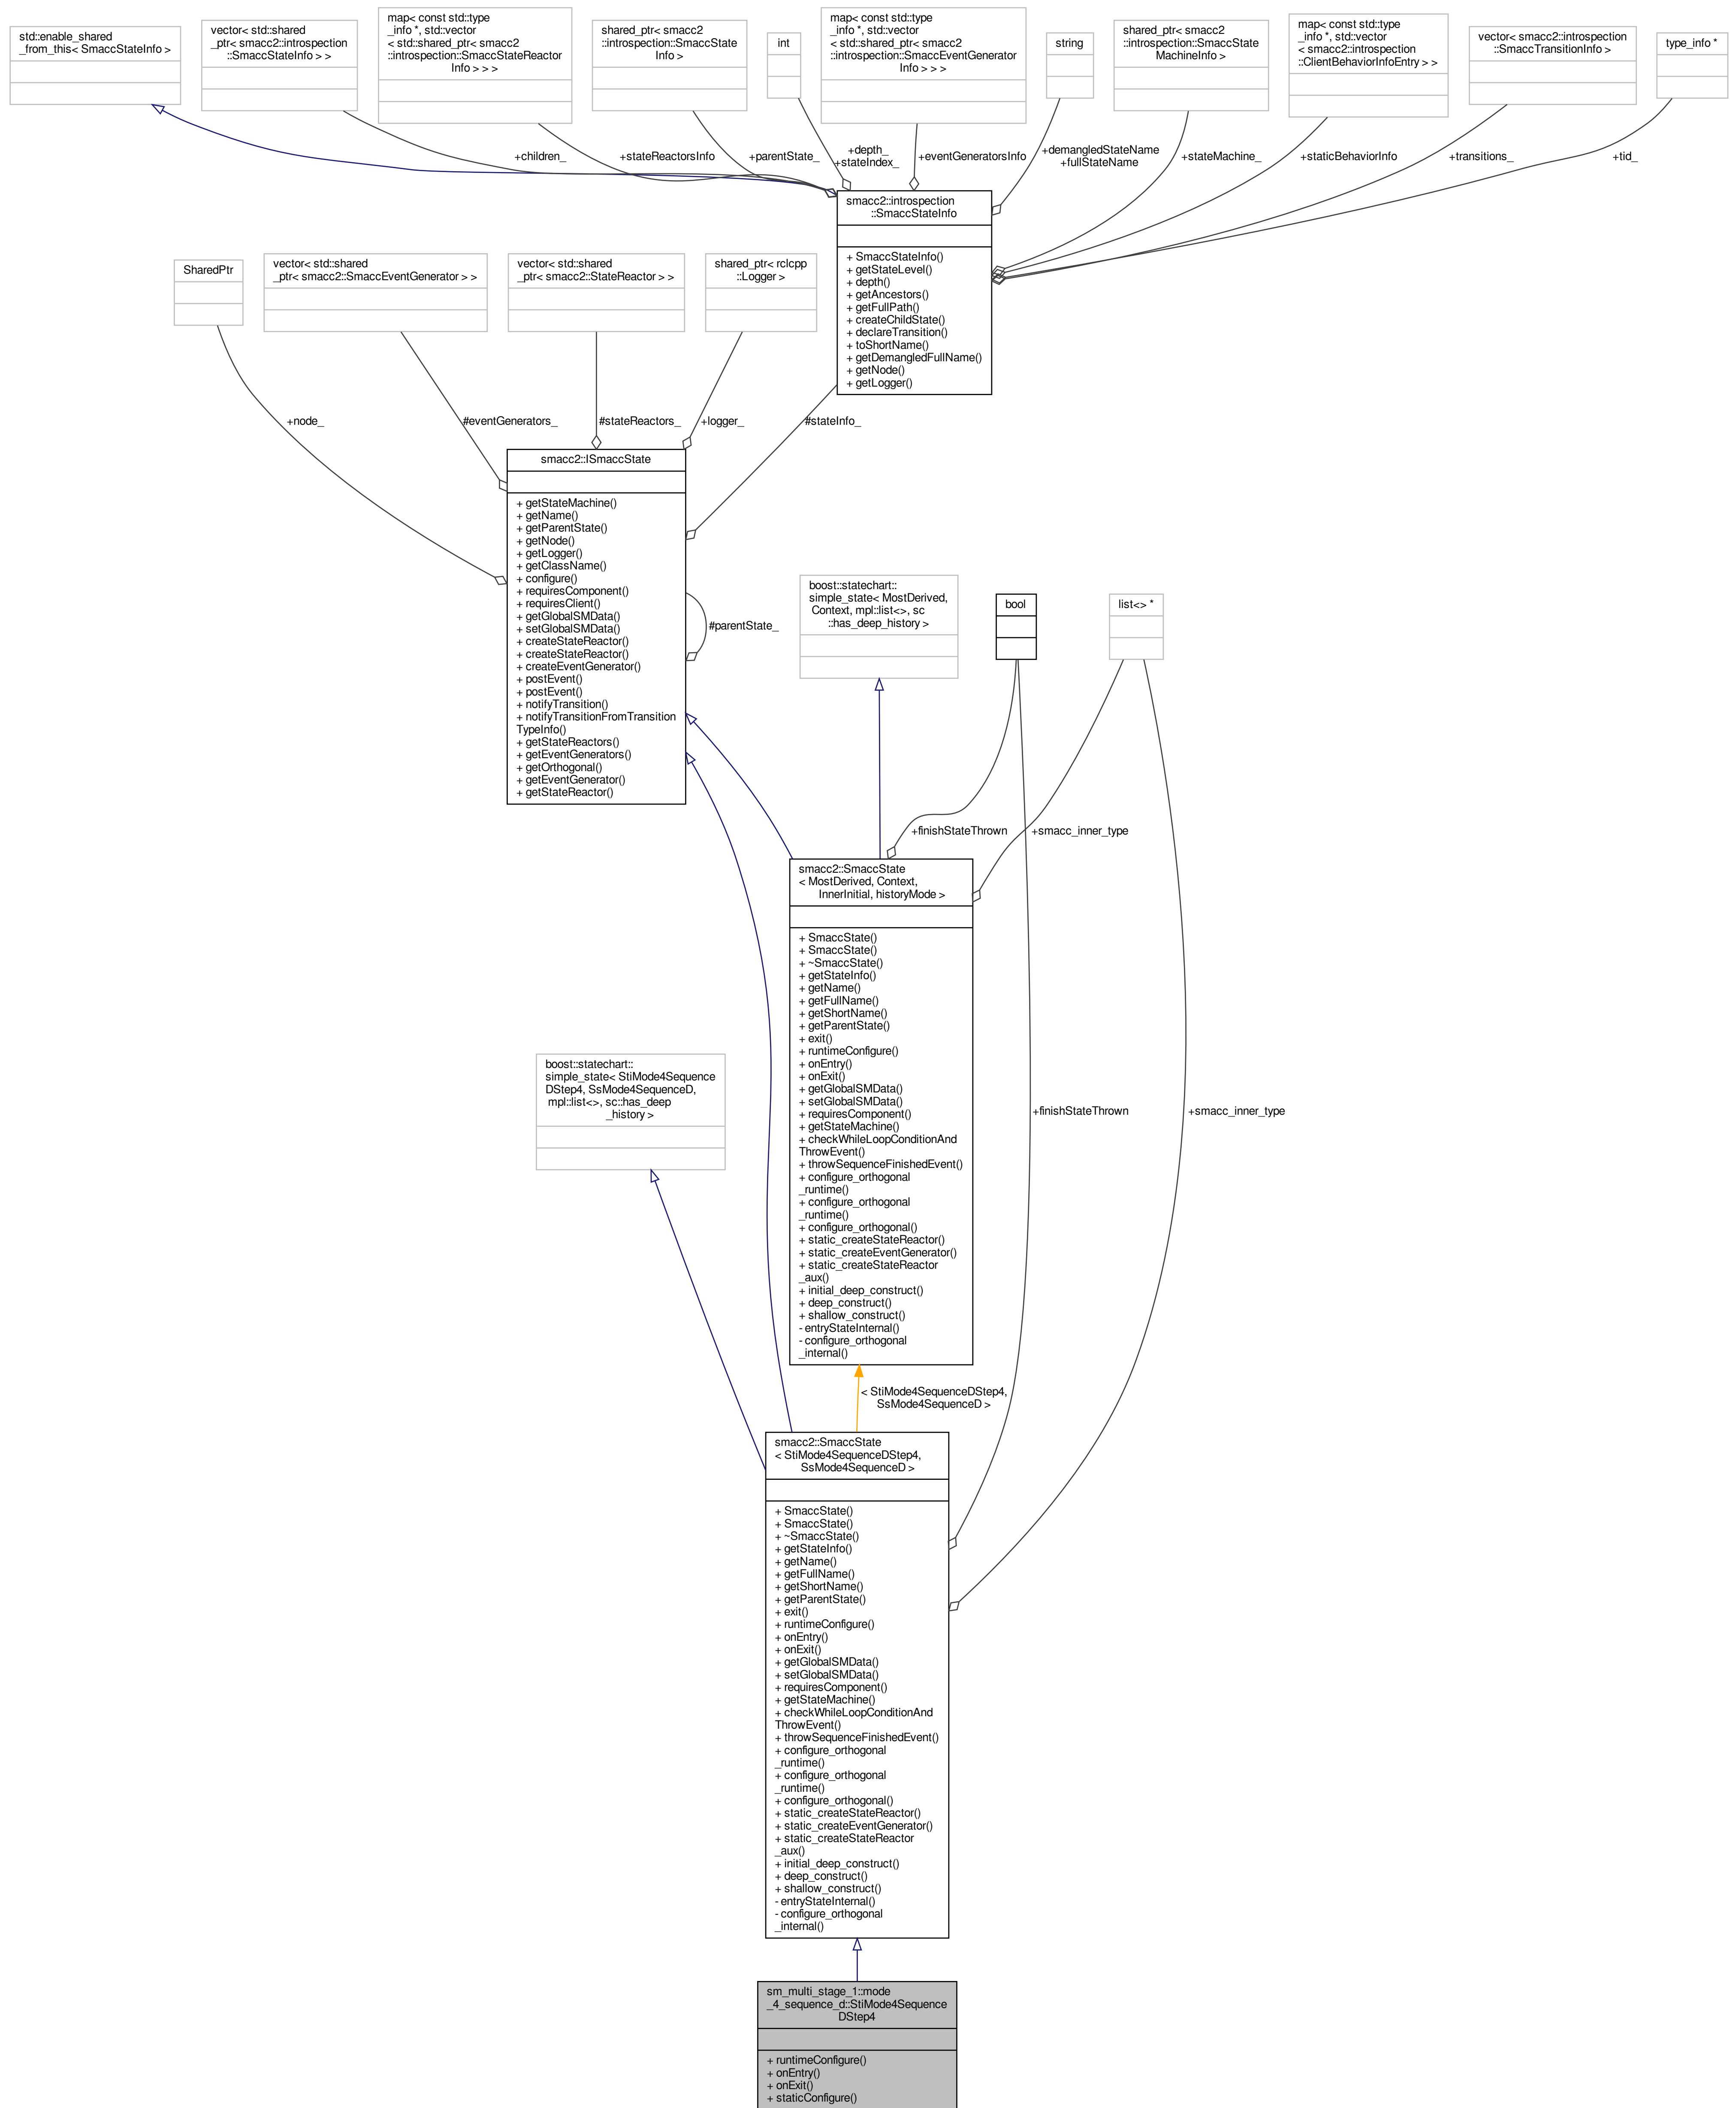 std::enable_shared
_from_this< SmaccStateInfo >
vector< std::shared
_ptr< smacc2::introspection
::SmaccStateInfo > >
map< const std::type
_info *, std::vector
< std::shared_ptr< smacc2
::introspection::SmaccStateReactor
Info > > >
shared_ptr< smacc2
::introspection::SmaccState
Info >
int
map< const std::type
_info *, std::vector
< std::shared_ptr< smacc2
::introspection::SmaccEventGenerator
Info > > >
string
shared_ptr< smacc2
::introspection::SmaccState
MachineInfo >
map< const std::type
_info *, std::vector
< smacc2::introspection
::ClientBehaviorInfoEntry > >
vector< smacc2::introspection
::SmaccTransitionInfo >
type_info *
+children_
+stateReactorsInfo
+parentState_
+depth_
+stateIndex_
+eventGeneratorsInfo
+demangledStateName
+fullStateName
+stateMachine_
+staticBehaviorInfo
+transitions_
+tid_
smacc2::introspection
::SmaccStateInfo
+ SmaccStateInfo()
+ getStateLevel()
+ depth()
+ getAncestors()
+ getFullPath()
+ createChildState()
+ declareTransition()
+ toShortName()
+ getDemangledFullName()
+ getNode()
+ getLogger()
SharedPtr
vector< std::shared
_ptr< smacc2::SmaccEventGenerator > >
vector< std::shared
_ptr< smacc2::StateReactor > >
shared_ptr< rclcpp
::Logger >
+node_
#eventGenerators_
#stateReactors_
+logger_
#stateInfo_
smacc2::ISmaccState
+ getStateMachine()
+ getName()
+ getParentState()
+ getNode()
+ getLogger()
+ getClassName()
+ configure()
+ requiresComponent()
+ requiresClient()
+ getGlobalSMData()
+ setGlobalSMData()
+ createStateReactor()
+ createStateReactor()
+ createEventGenerator()
+ postEvent()
+ postEvent()
+ notifyTransition()
+ notifyTransitionFromTransition
TypeInfo()
+ getStateReactors()
+ getEventGenerators()
+ getOrthogonal()
+ getEventGenerator()
+ getStateReactor()
#parentState_
boost::statechart::
simple_state< MostDerived,
Context, mpl::list<>, sc
::has_deep_history >
bool
list<> *
+finishStateThrown
+smacc_inner_type
smacc2::SmaccState
< MostDerived, Context,
InnerInitial, historyMode >
+ SmaccState()
+ SmaccState()
+ ~SmaccState()
+ getStateInfo()
+ getName()
+ getFullName()
+ getShortName()
+ getParentState()
+ exit()
+ runtimeConfigure()
+ onEntry()
+ onExit()
+ getGlobalSMData()
+ setGlobalSMData()
+ requiresComponent()
+ getStateMachine()
+ checkWhileLoopConditionAnd
ThrowEvent()
+ throwSequenceFinishedEvent()
+ configure_orthogonal
_runtime()
+ configure_orthogonal
_runtime()
+ configure_orthogonal()
+ static_createStateReactor()
+ static_createEventGenerator()
+ static_createStateReactor
_aux()
+ initial_deep_construct()
+ deep_construct()
+ shallow_construct()
- entryStateInternal()
- configure_orthogonal
_internal()
boost::statechart::
simple_state< StiMode4Sequence
DStep4, SsMode4SequenceD,
mpl::list<>, sc::has_deep
_history >
+finishStateThrown
+smacc_inner_type
< StiMode4SequenceDStep4,
SsMode4SequenceD >
smacc2::SmaccState
< StiMode4SequenceDStep4,
SsMode4SequenceD >
+ SmaccState()
+ SmaccState()
+ ~SmaccState()
+ getStateInfo()
+ getName()
+ getFullName()
+ getShortName()
+ getParentState()
+ exit()
+ runtimeConfigure()
+ onEntry()
+ onExit()
+ getGlobalSMData()
+ setGlobalSMData()
+ requiresComponent()
+ getStateMachine()
+ checkWhileLoopConditionAnd
ThrowEvent()
+ throwSequenceFinishedEvent()
+ configure_orthogonal
_runtime()
+ configure_orthogonal
_runtime()
+ configure_orthogonal()
+ static_createStateReactor()
+ static_createEventGenerator()
+ static_createStateReactor
_aux()
+ initial_deep_construct()
+ deep_construct()
+ shallow_construct()
- entryStateInternal()
- configure_orthogonal
_internal()
sm_multi_stage_1::mode
_4_sequence_d::StiMode4Sequence
DStep4
+ runtimeConfigure()
+ onEntry()
+ onExit()
+ staticConfigure()